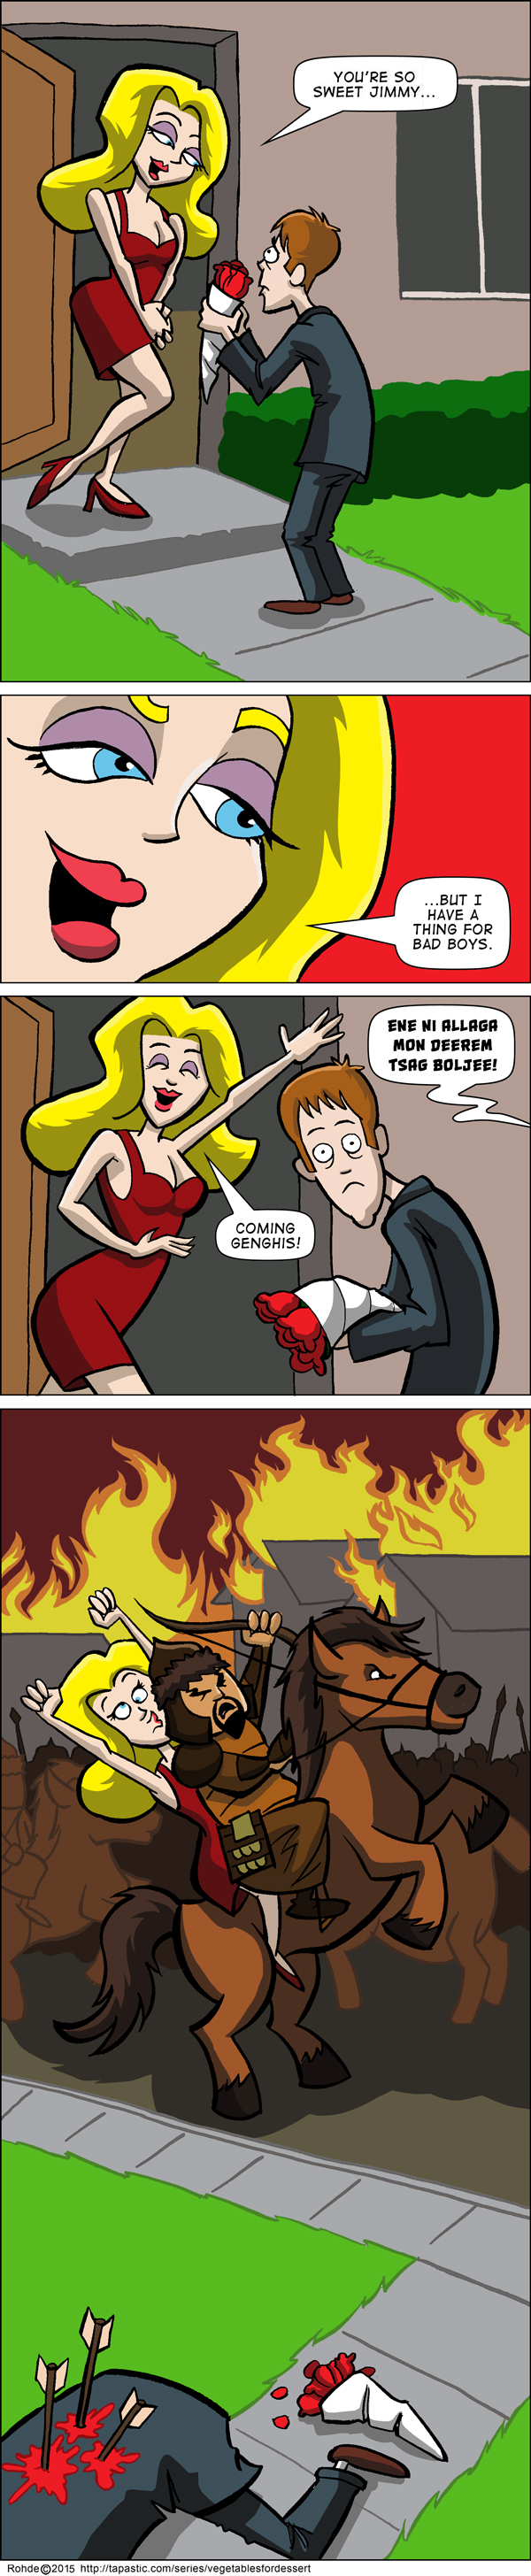 YOU'RE SO
SWEET JIMMY...
...BUT I
HAVE A
THING FOR
BAD BOYS.
ENE NI ALLAGA
MON DEEREM
TSAG BOLJEE!
COMING
GENGHIS!
Rohde©2015 http://tapastic.com/series/vegetablesfordessert